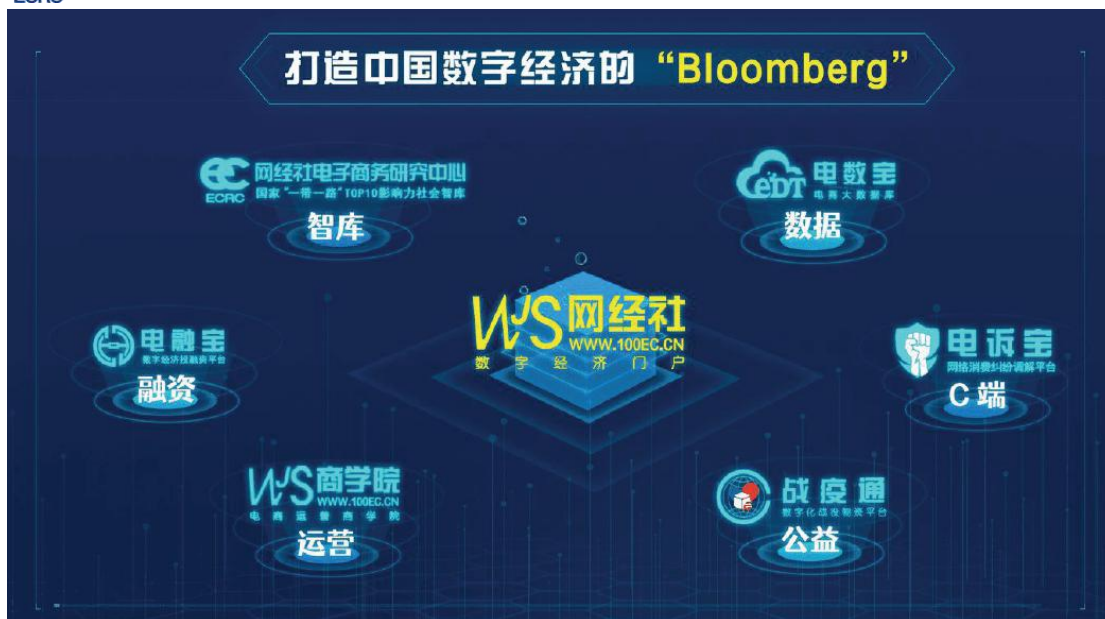 打造中国数字经济的“Bloomberg”
ECRC
网经社电子商务研究中心
国家“一带一路”TOP10影响力社会智库
智库
eDT
电数宝
电商大数据库
数据
WJS网经社
WWW.100EC.CN
数字经济门户
电融宝
数字经济投融资平台
融资
电诉宝
网络消费纠纷调解平台
C端
WJS商学院
WWW.100EC.CN
电商运营商学院
运营
战疫通
数字化战疫物资平台
公益